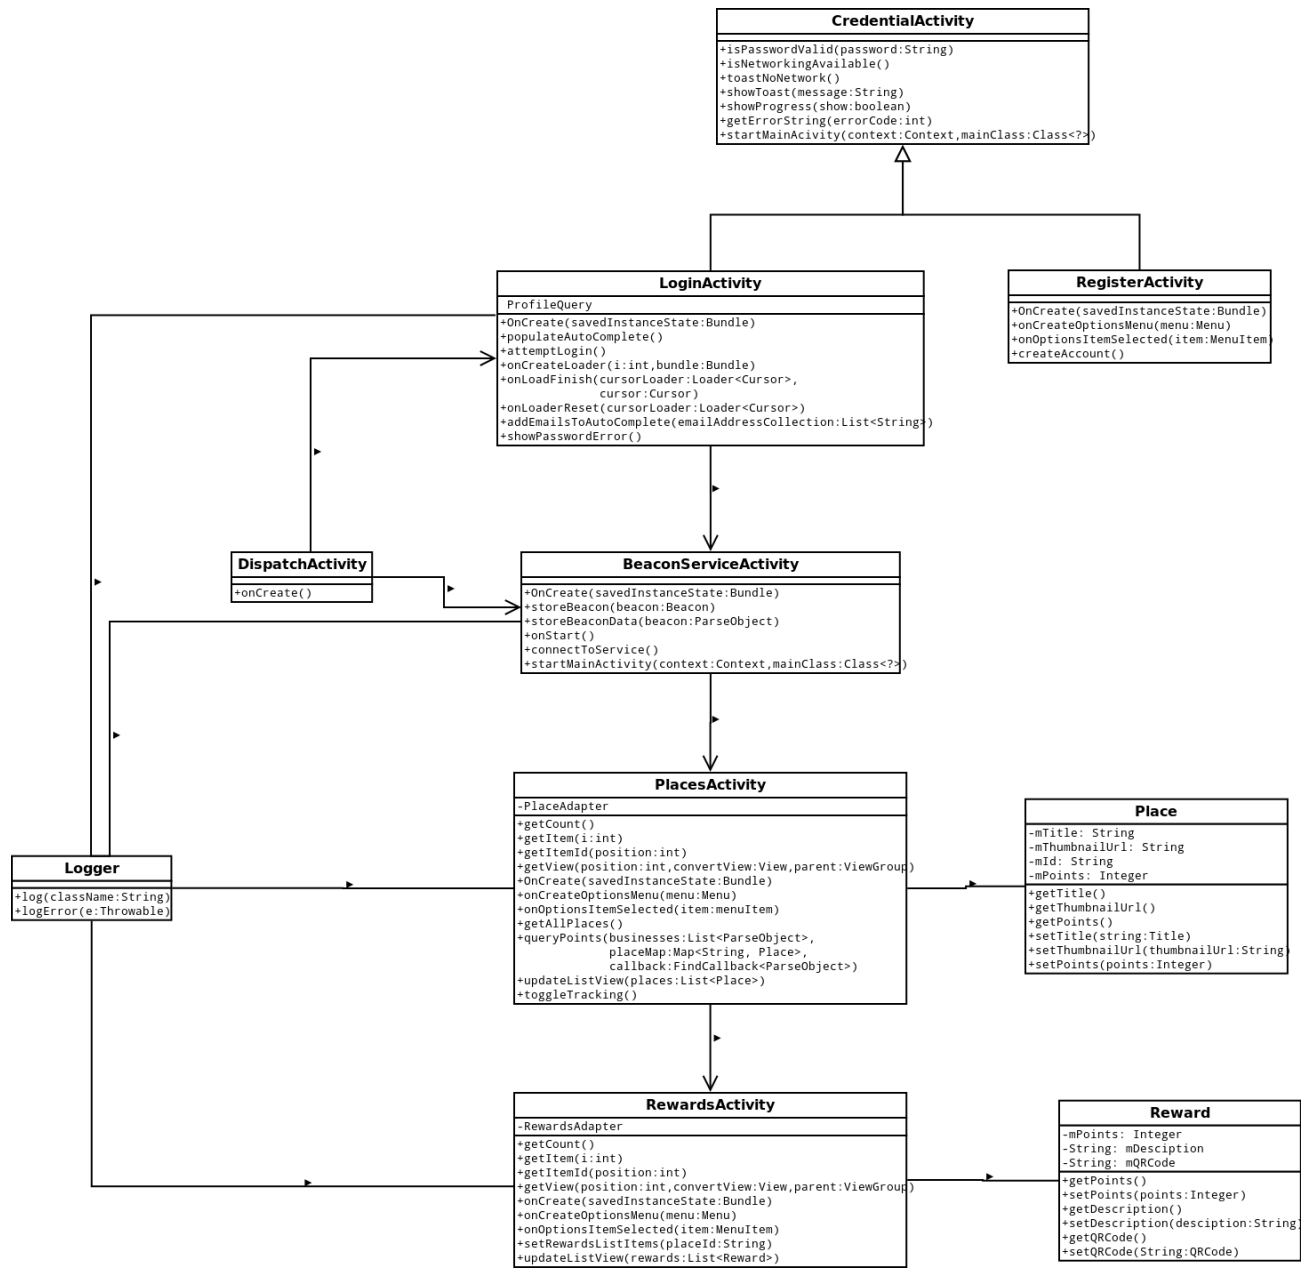 CredentialActivity
+isPasswordValid(password:String)
+isNetworkingAvailable()
+toastNoNetwork()
+showToast(message:String)
+showProgress(show:boolean)
+getErrorString(errorCode:int)
+startMainAcivity(context:Context,mainClass:Class<?>)
LoginActivity
ProfileQuery
+OnCreate(savedInstanceState:Bundle)
+populateAutoComplete()
+attemptLogin()
+onCreateLoader(i:int,bundle:Bundle)
+onLoadFinish(cursorLoader:Loader<Cursor>,
cursor:Cursor)
+onLoaderReset(cursorLoader:Loader<Cursor>)
+addEmailsToAutoComplete(emailAddressCollection:List<String>)
+showPasswordError()
RegisterActivity
+OnCreate(savedInstanceState:Bundle)
+onCreateOptionsMenu(menu:Menu)
+onOptionsItemSelected(item:MenuItem)
+createAccount()
DispatchActivity
+onCreate()
BeaconServiceActivity
+OnCreate(savedInstanceState:Bundle)
+storeBeacon(beacon:Beacon)
+storeBeaconData(beacon:ParseObject)
+onStart()
+connectToService()
+startMainActivity(context:Context,mainClass:Class<?>)
PlacesActivity
-PlaceAdapter
+getCount()
+getItem(i:int)
+getItemId(position:int)
+getView(position:int,convertView:View,parent:ViewGroup)
+OnCreate(savedInstanceState:Bundle)
+onCreateOptionsMenu(menu:Menu)
+onOptionsItemSelected(item:menuItem)
+getAllPlaces()
+queryPoints(businesses:List<ParseObject>,
placeMap:Map<String, Place>,
callback:FindCallback<ParseObject>)
+updateListView(places:List<Place>)
+toggleTracking()
Place
-mTitle: String
-mThumbnailUrl: String
-mId: String
-mPoints: Integer
+getTitle()
+getThumbnailUrl()
+getPoints()
+setTitle(string:Title)
+setThumbnailUrl(thumbnailUrl:String)
+setPoints(points:Integer)
Logger
+log(className:String)
+logError(e:Throwable)
RewardsActivity
-RewardsAdapter
+getCount()
+getItem(i:int)
+getItemId(position:int)
+getView(position:int,convertView:View,parent:ViewGroup)
+onCreate(savedInstanceState:Bundle)
+onCreateOptionsMenu(menu:Menu)
+onOptionsItemSelected(item:MenuItem)
+setRewardsListItems(placeId:String)
+updateListView(rewards:List<Reward>)
Reward
-mPoints: Integer
-String: mDesciption
-String: mQRCode
+getPoints()
+setPoints(points:Integer)
+getDescription()
+setDescription(desciption:String)
+getQRCode()
+setQRCode(String:QRCode)